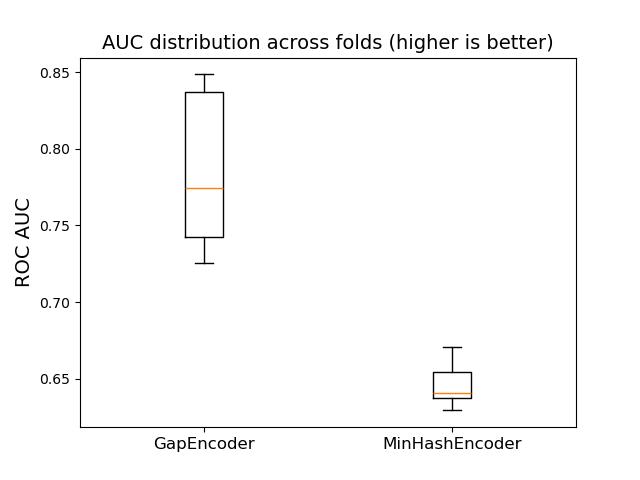 AUC distribution across folds (higher is better)
ROC AUC
0.85
0.80
0.75
0.70
0.65
GapEncoder
MinHashEncoder